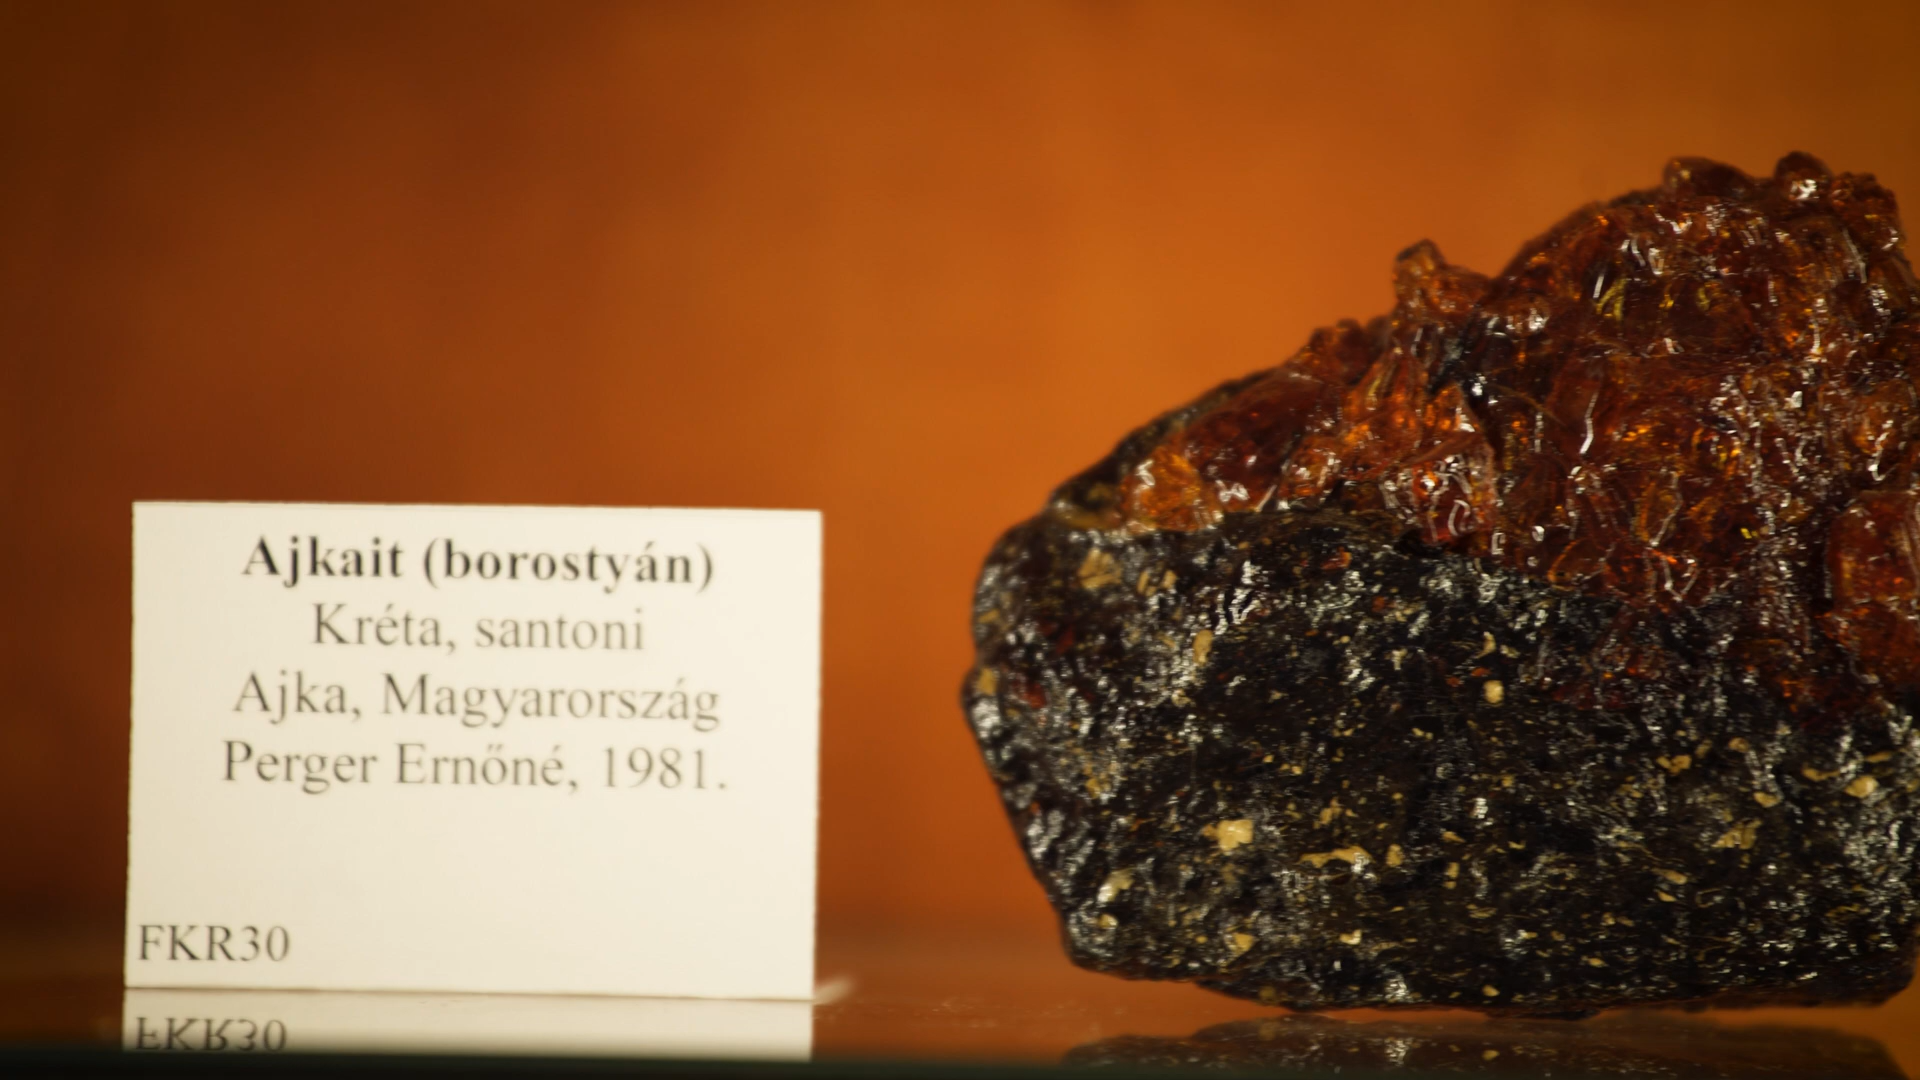 Ajkait (borostyán)
Kréta, santoni
Ajka, Magyarország
Perger Ernőné, 1981.
FKR30